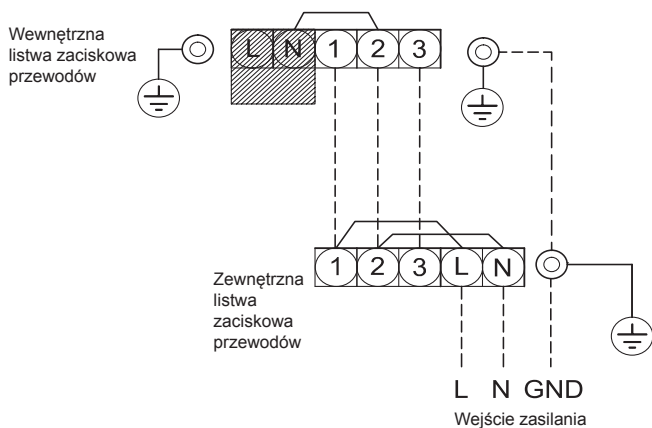 Wewnętrzna
listwa zaciskowa
przewodów
L N 1 2 3
1 2 3 L N
Zewnętrzna
listwa
zaciskowa
przewodów
L N GND
Wejście zasilania